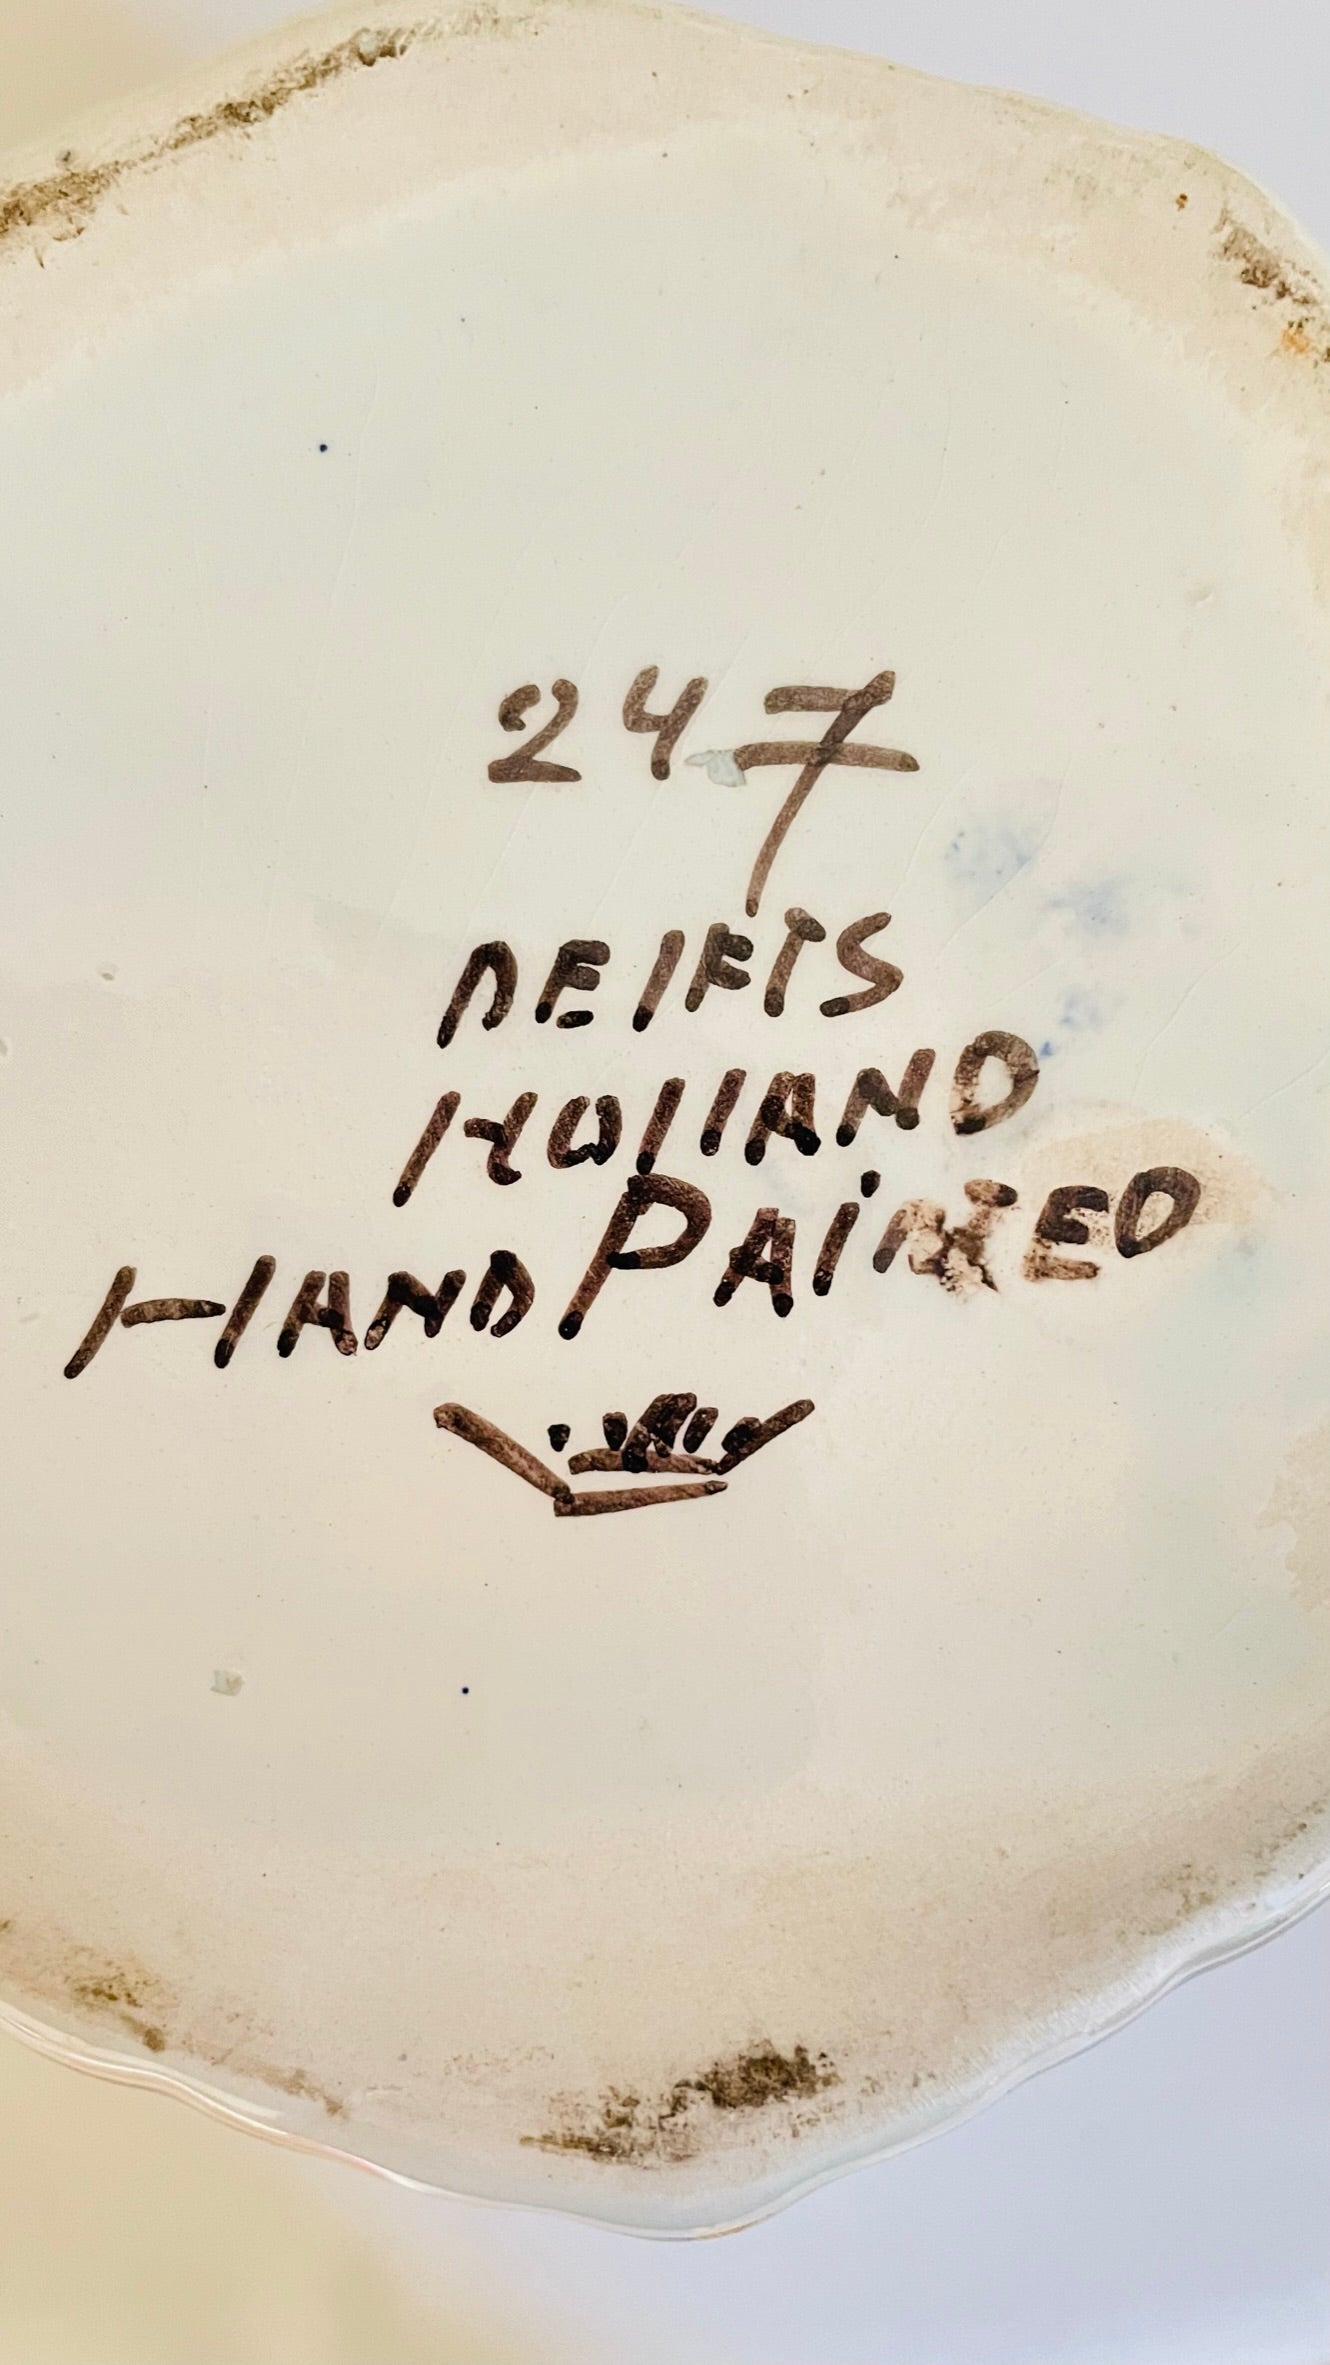 247
DElFTS
HOllAND
HAND PAiNTED